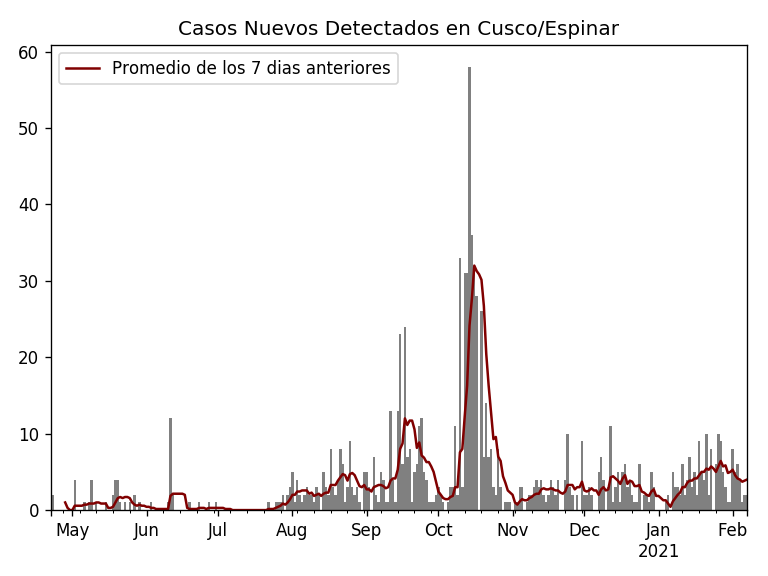 Casos Nuevos Detectados en Cusco/Espinar
Promedio de los 7 dias anteriores
60
50
40
30
20
10
0
May Jun Jul Aug Sep Oct Nov Dec Jan Feb
2021